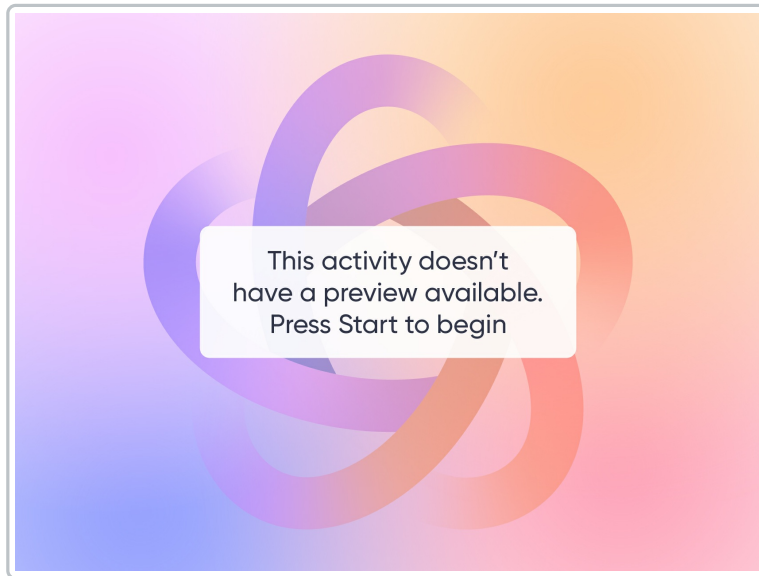 This activity doesn’t
have a preview available.
Press Start to begin